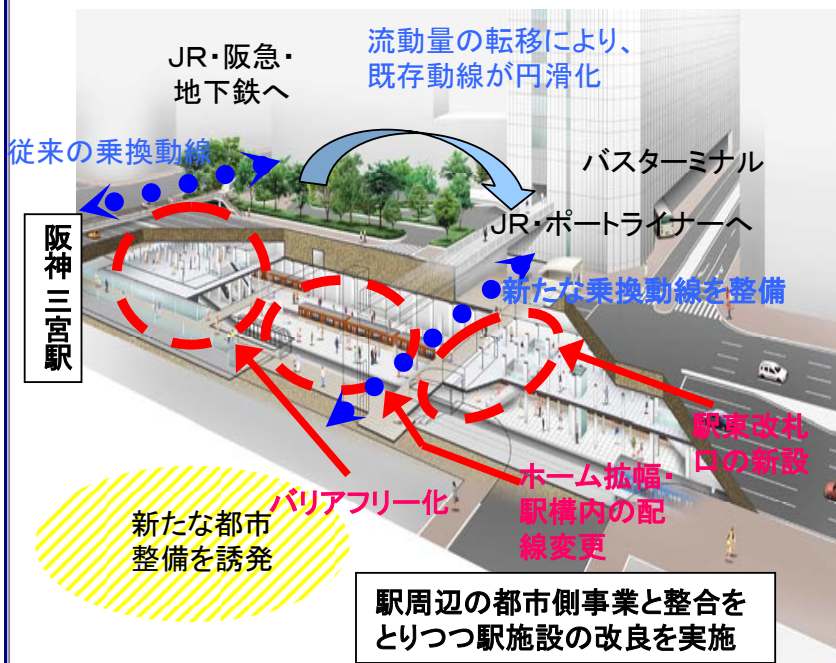 JR・阪急・
地下鉄へ
流動量の転移により、
既存動線が円滑化
従来の乗換動線
バスターミナル
JR・ポートライナーへ
阪神 三宮駅
新たな乗換動線を整備
駅東改札
口の新設
バリアフリー化
ホーム拡幅・
駅構内の配
線変更
新たな都市
整備を誘発
駅周辺の都市側事業と整合を
とりつつ駅施設の改良を実施